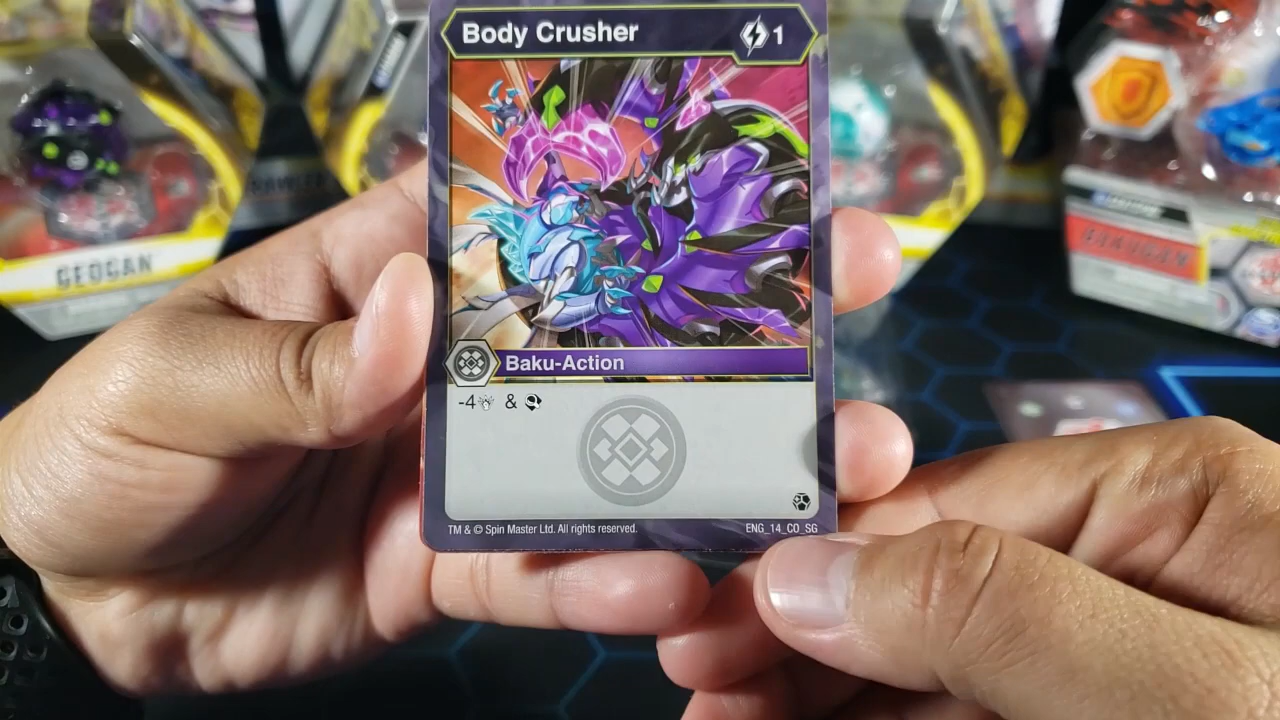 Body Crusher
1
Baku-Action
-4 &
TM & © Spin Master Ltd. All rights reserved.
ENG_14_CO_SG
GEOGAN